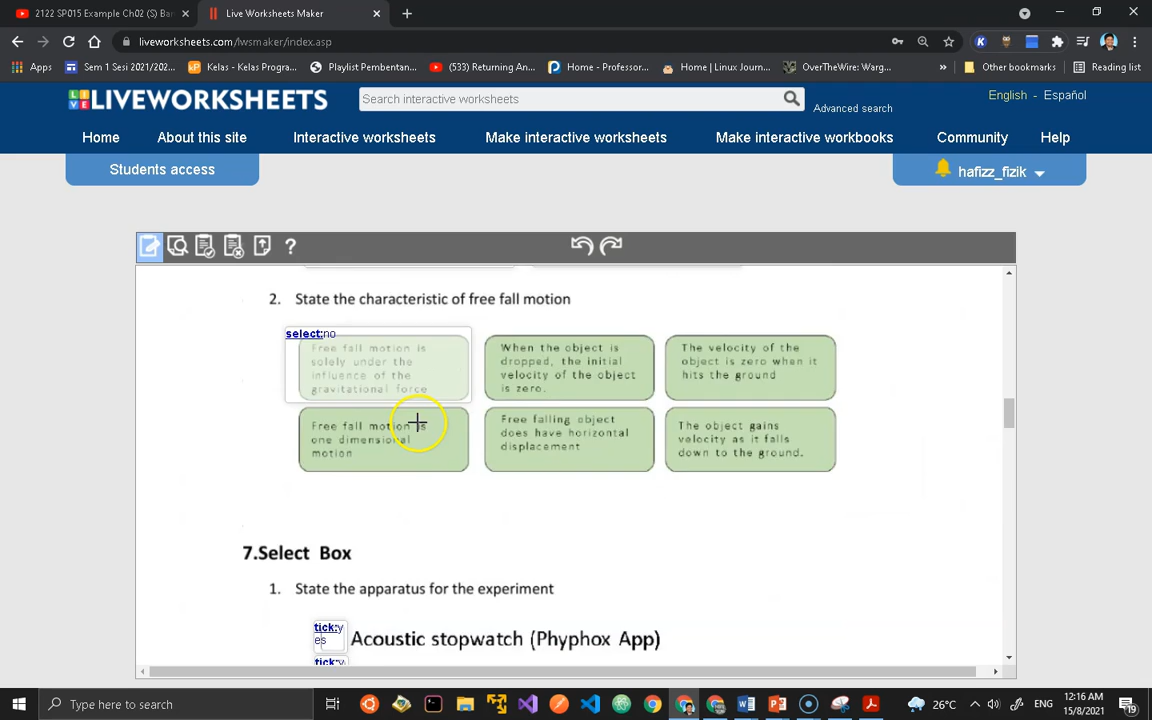 2122 SP015 Example Ch02 (S) Ba
Live Worksheets Maker
liveworksheets.com/lwsmaker/index.asp
Apps
Sem 1 Sesi 2021/202...
Kelas - Kelas Progra...
Playlist Pembentan...
(533) Returning An...
Home - Professor...
Home | Linux Journ...
OverTheWire: Warg...
»
Other bookmarks
Reading list
LIVEWORKSHEETS
Search interactive worksheets
Advanced search
English - Español
Home
About this site
Interactive worksheets
Make interactive worksheets
Make interactive workbooks
Community
Help
Students access
hafizz_fizik
?
2. State the characteristic of free fall motion
select:no
Free fall motion is
solely under the
influence of the
gravitational force
When the object is
dropped, the initial
velocity of the object
is zero.
The velocity of the
object is zero when it
hits the ground
Free fall motion is
one dimensional
motion
Free falling object
does have horizontal
displacement
The object gains
velocity as it falls
down to the ground.
7.Select Box
1. State the apparatus for the experiment
tick:y
es
Acoustic stopwatch (Phyphox App)
tick:y
Type here to search
26°C
12:16 AM
15/8/2021
19